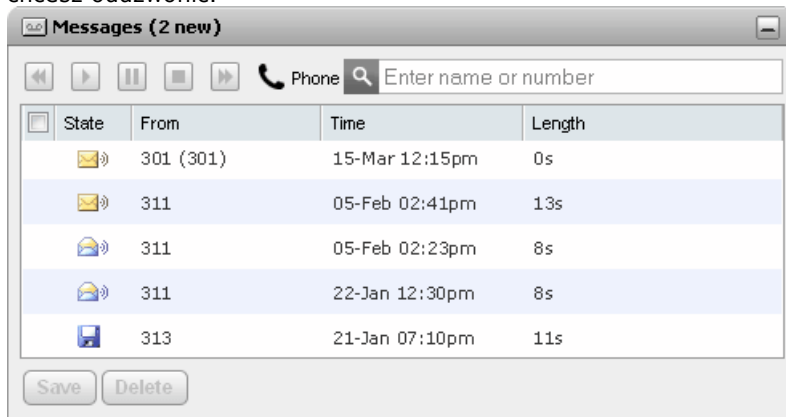 chcesz oddzwonić.
Messages (2 new)
Phone Enter name or number
State From Time Length
301 (301) 15-Mar 12:15pm 0s
311 05-Feb 02:41pm 13s
311 05-Feb 02:23pm 8s
311 22-Jan 12:30pm 8s
313 21-Jan 07:10pm 11s
Save Delete